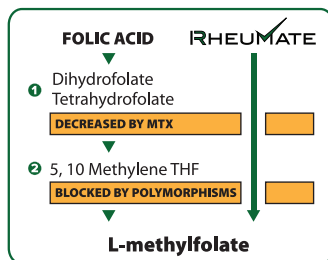 FOLIC ACID RHEUMATE
1 Dihydrofolate
Tetrahydrofolate
DECREASED BY MTX
2 5, 10 Methylene THF
BLOCKED BY POLYMORPHISMS
L-methylfolate